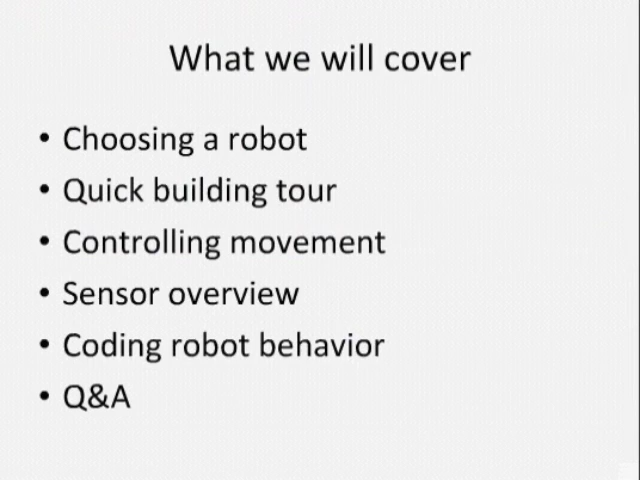 What we will cover
• Choosing a robot
• Quick building tour
• Controlling movement
• Sensor overview
• Coding robot behavior
• Q&A